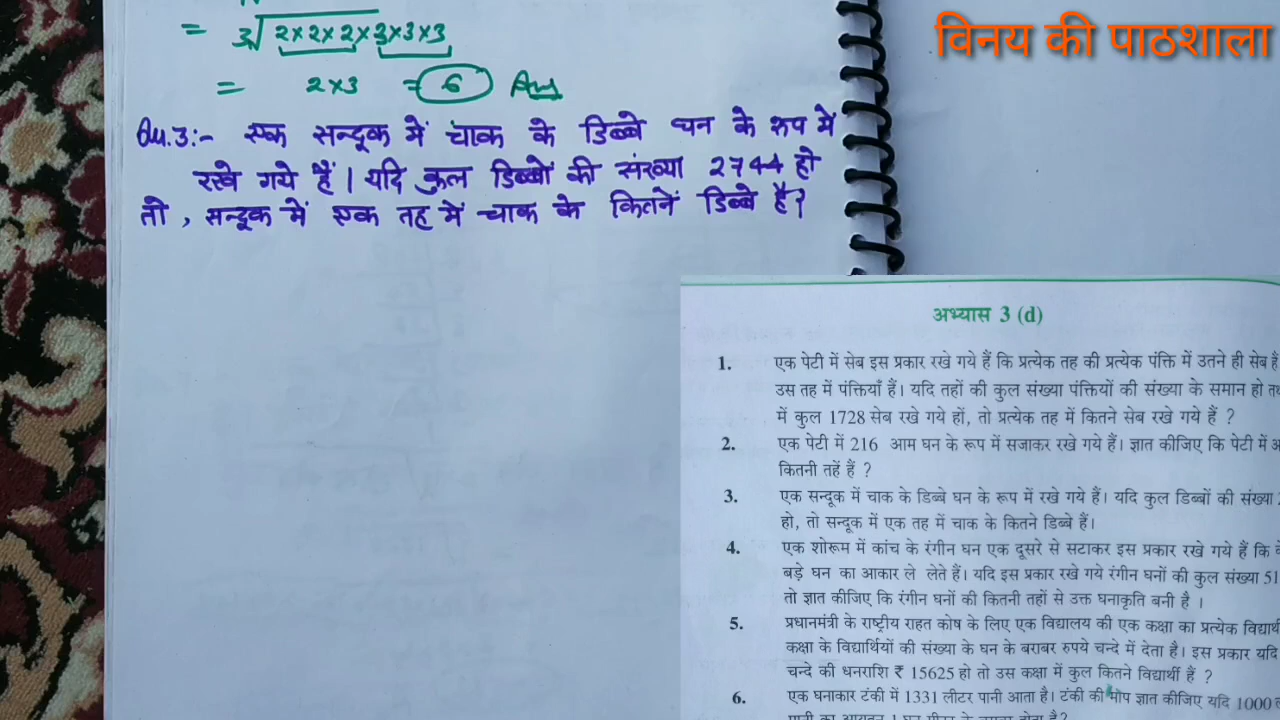 विनय की पाठशाला
= 3√2×2×2×3×3×3
= 2×3 = 6 Ans
Qu.3:- एक सन्दूक में चाक के डिब्बे घन के रुप में
रखे गये हैं। यदि कुल डिब्बों की संख्या 2744 हो
तो, सन्दूक में एक तह में चाक के कितनें डिब्बे है?
अभ्यास 3 (d)
1. एक पेटी में सेब इस प्रकार रखे गये हैं कि प्रत्येक तह की प्रत्येक पंक्ति में उतने ही सेब है
उस तह में पंक्तियाँ हैं। यदि तहों की कुल संख्या पंक्तियों की संख्या के समान हो
में कुल 1728 सेब रखे गये हों, तो प्रत्येक तह में कितने सेब रखे गये हैं ?
2. एक पेटी में 216 आम घन के रूप में सजाकर रखे गये हैं। ज्ञात कीजिए कि पेटी में
कितनी तहें हैं ?
3. एक सन्दूक में चाक के डिब्बे घन के रूप में रखे गये हैं। यदि कुल डिब्बों की संख्या
हो, तो सन्दूक में एक तह में चाक के कितने डिब्बे हैं।
4. एक शोरूम में कांच के रंगीन घन एक दूसरे से सटाकर इस प्रकार रखे गये हैं कि
बड़े घन का आकार ले लेते हैं। यदि इस प्रकार रखे गये रंगीन घनों की कुल संख्या 51
तो ज्ञात कीजिए कि रंगीन घनों की कितनी तहों से उक्त घनाकृति बनी है ।
5. प्रधानमंत्री के राष्ट्रीय राहत कोष के लिए एक विद्यालय की एक कक्षा का प्रत्येक
कक्षा के विद्यार्थियों की संख्या के घन के बराबर रुपये चन्दे में देता है। इस प्रकार यदि
चन्दे की धनराशि ₹ 15625 हो तो उस कक्षा में कुल कितने विद्यार्थी हैं ?
6. एक घनाकार टंकी में 1331 लीटर पानी आता है। टंकी की माप ज्ञात कीजिए यदि 1000